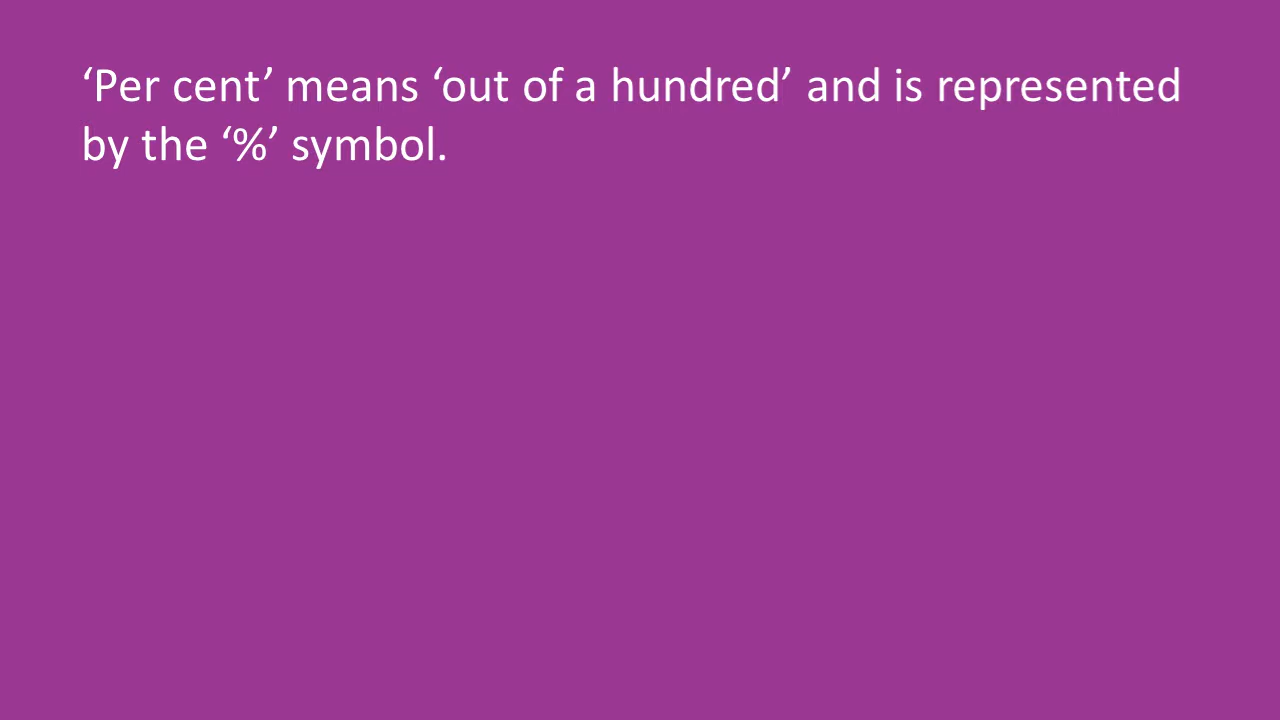 ‘Per cent’ means ‘out of a hundred’ and is represented
by the ‘%’ symbol.